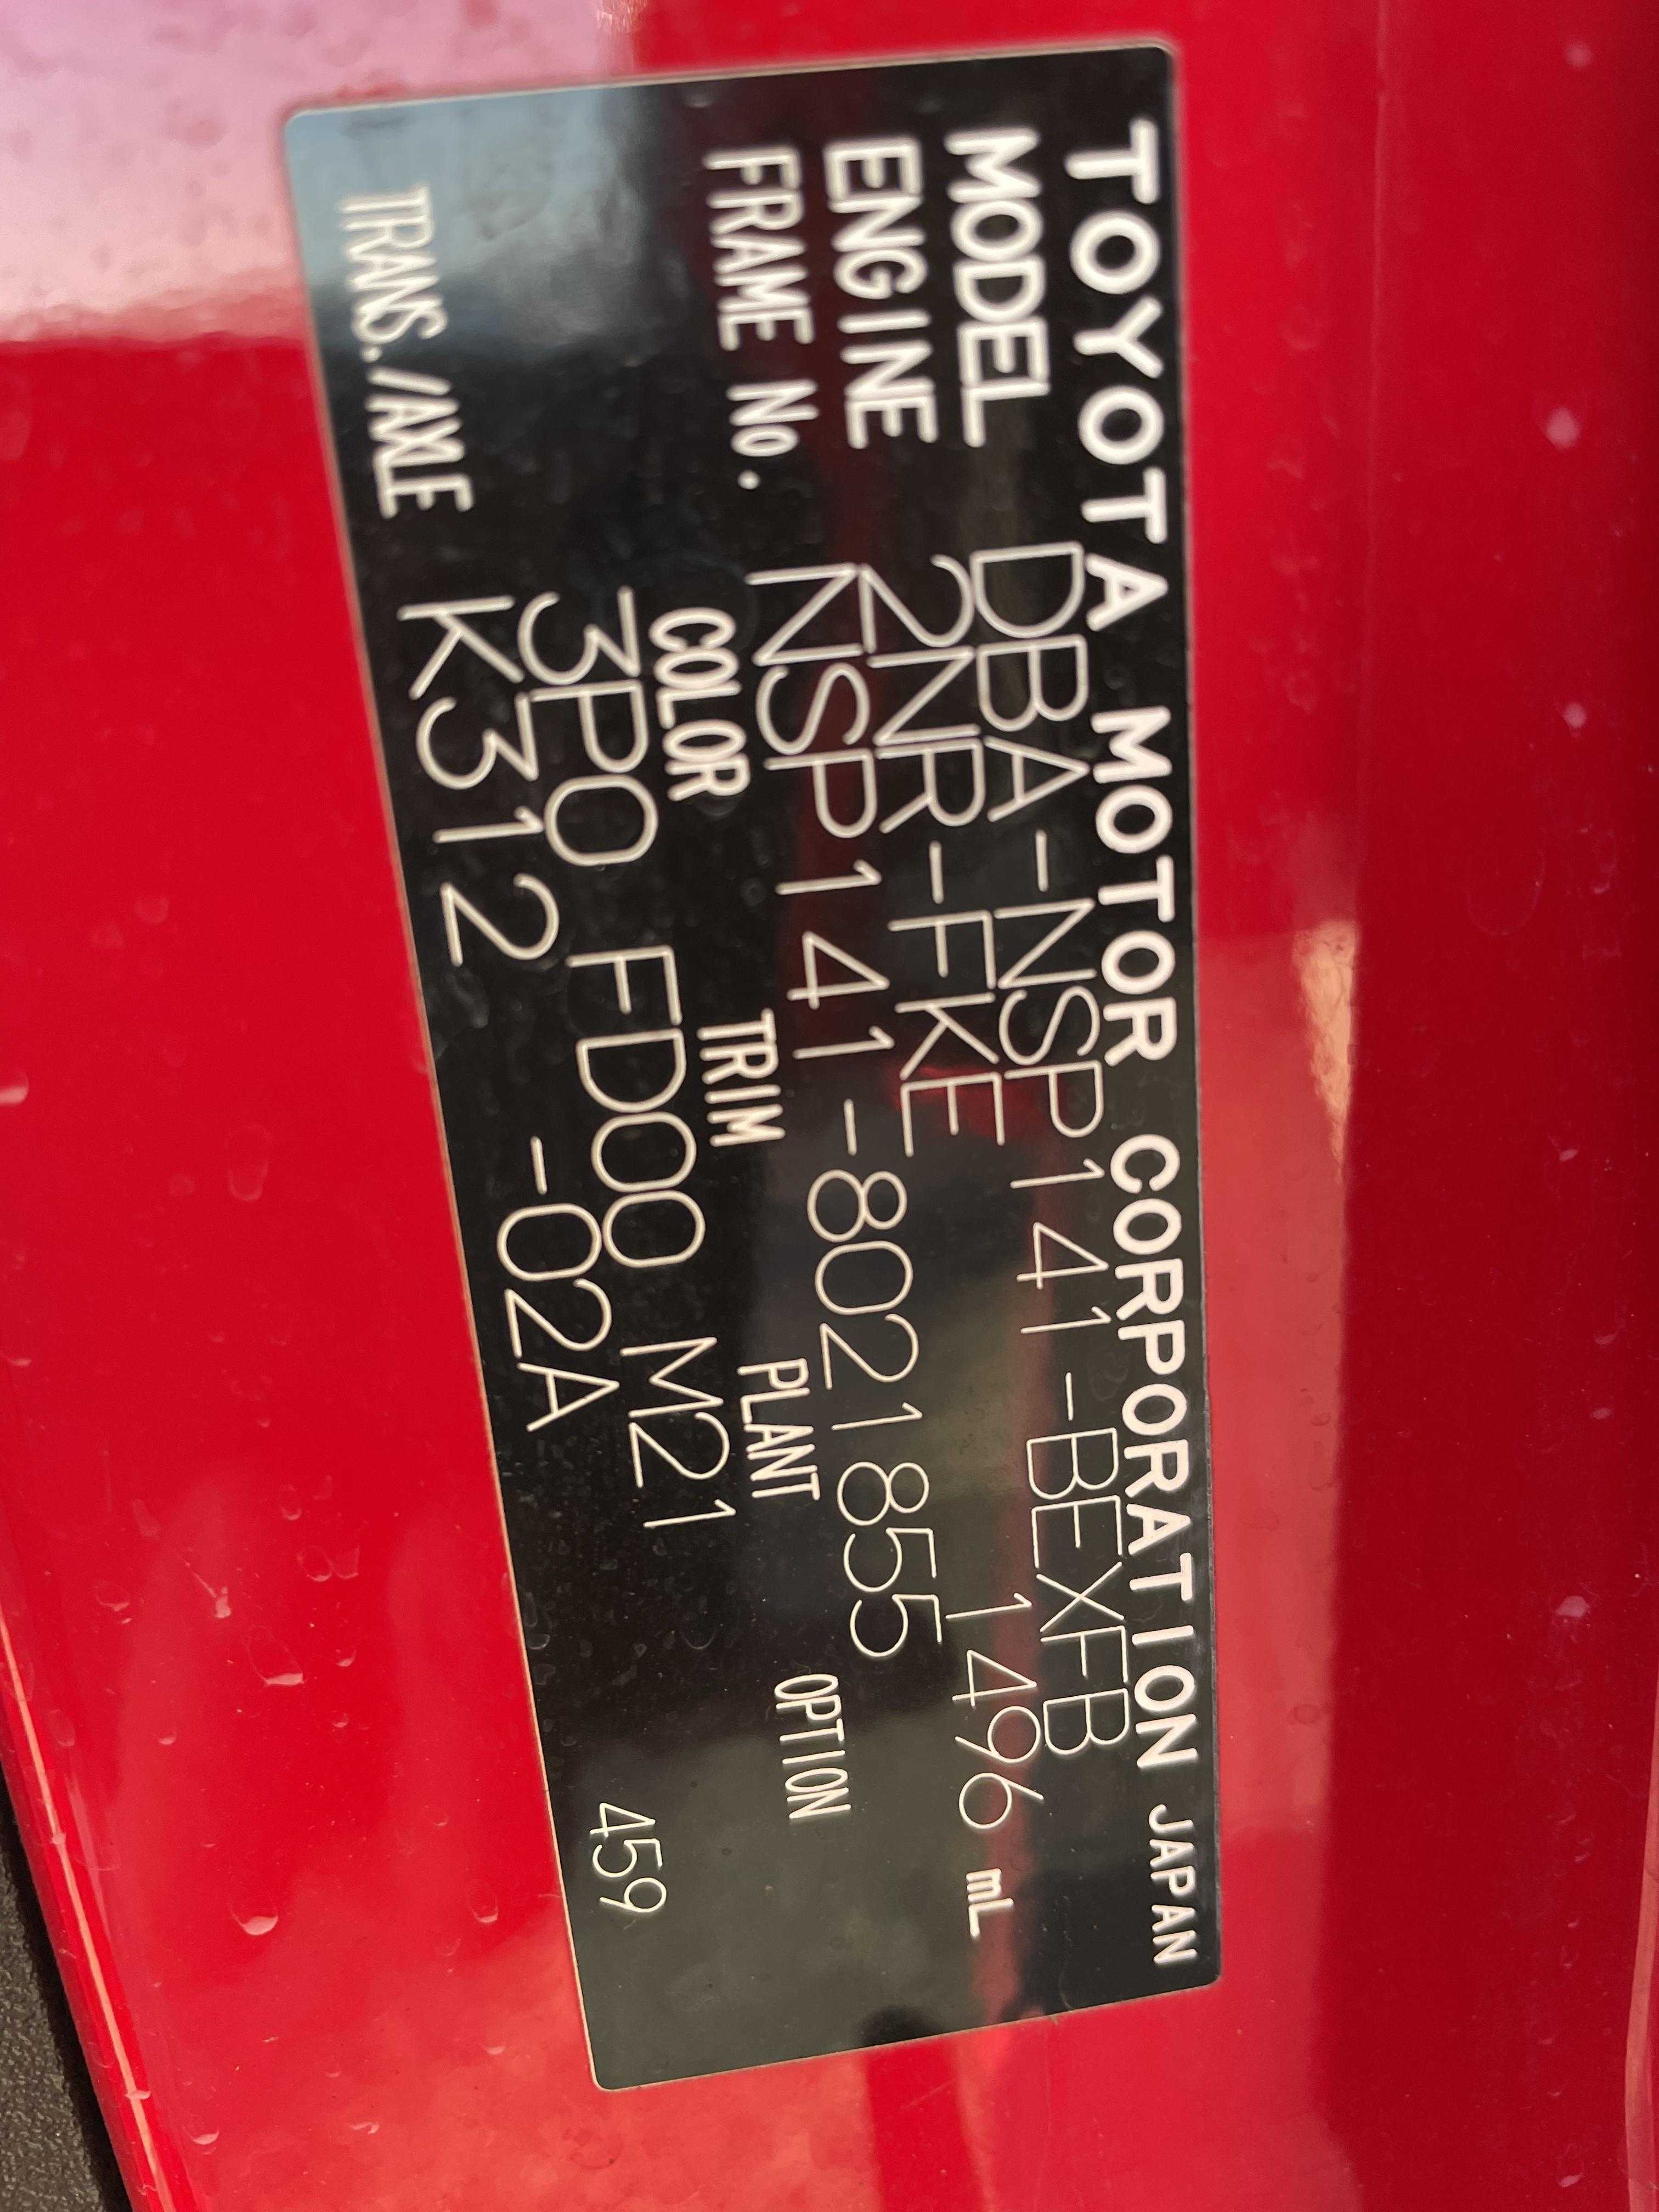 TOYOTA MOTOR CORPORATION JAPAN
MODEL DBA-NSP141-BEXFB
ENGINE 2NR-FKE 1496 mL
FRAME No. NSP141-8021855
COLOR TRIM PLANT OPTION
3P0 FD00 M21 459
TRANS./AXLE K312 -02A